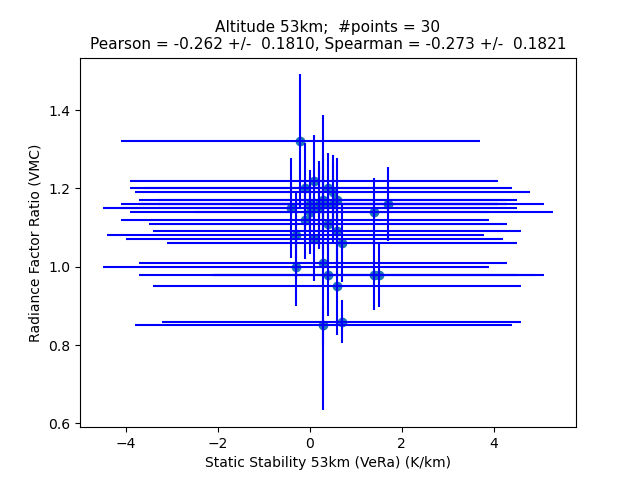 Altitude 53km;  #points = 30
Pearson = -0.262 +/-  0.1810, Spearman = -0.273 +/-  0.1821
Radiance Factor Ratio (VMC)
1.4
1.2
1.0
0.8
0.6
−4 −2 0 2 4
Static Stability 53km (VeRa) (K/km)